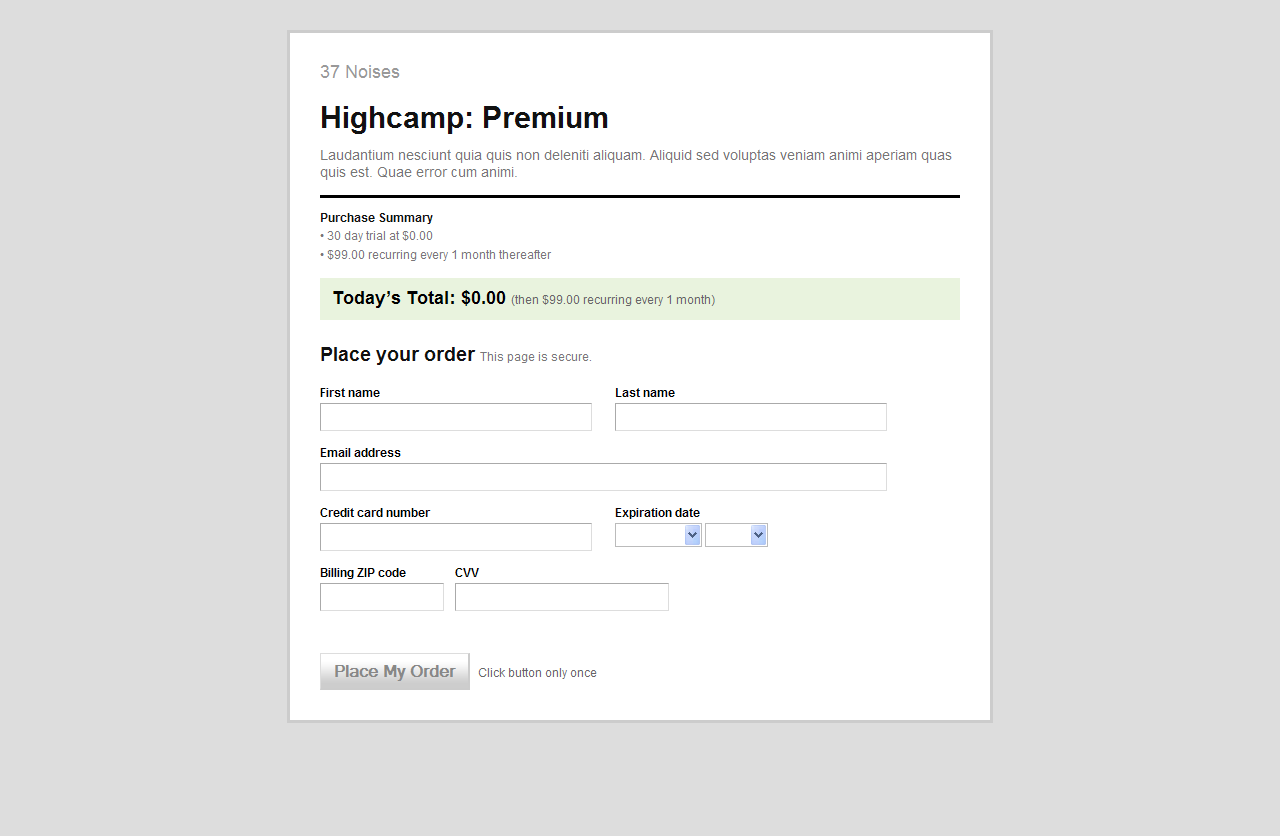 37 Noises
Highcamp: Premium
Laudantium nesciunt quia quis non deleniti aliquam. Aliquid sed voluptas veniam animi aperiam quas
quis est. Quae error cum animi.
Purchase Summary
• 30 day trial at $0.00
• $99.00 recurring every 1 month thereafter
Today’s Total: $0.00 (then $99.00 recurring every 1 month)
Place your order This page is secure.
First name Last name
Email address
Credit card number Expiration date
Billing ZIP code CVV
Place My Order Click button only once